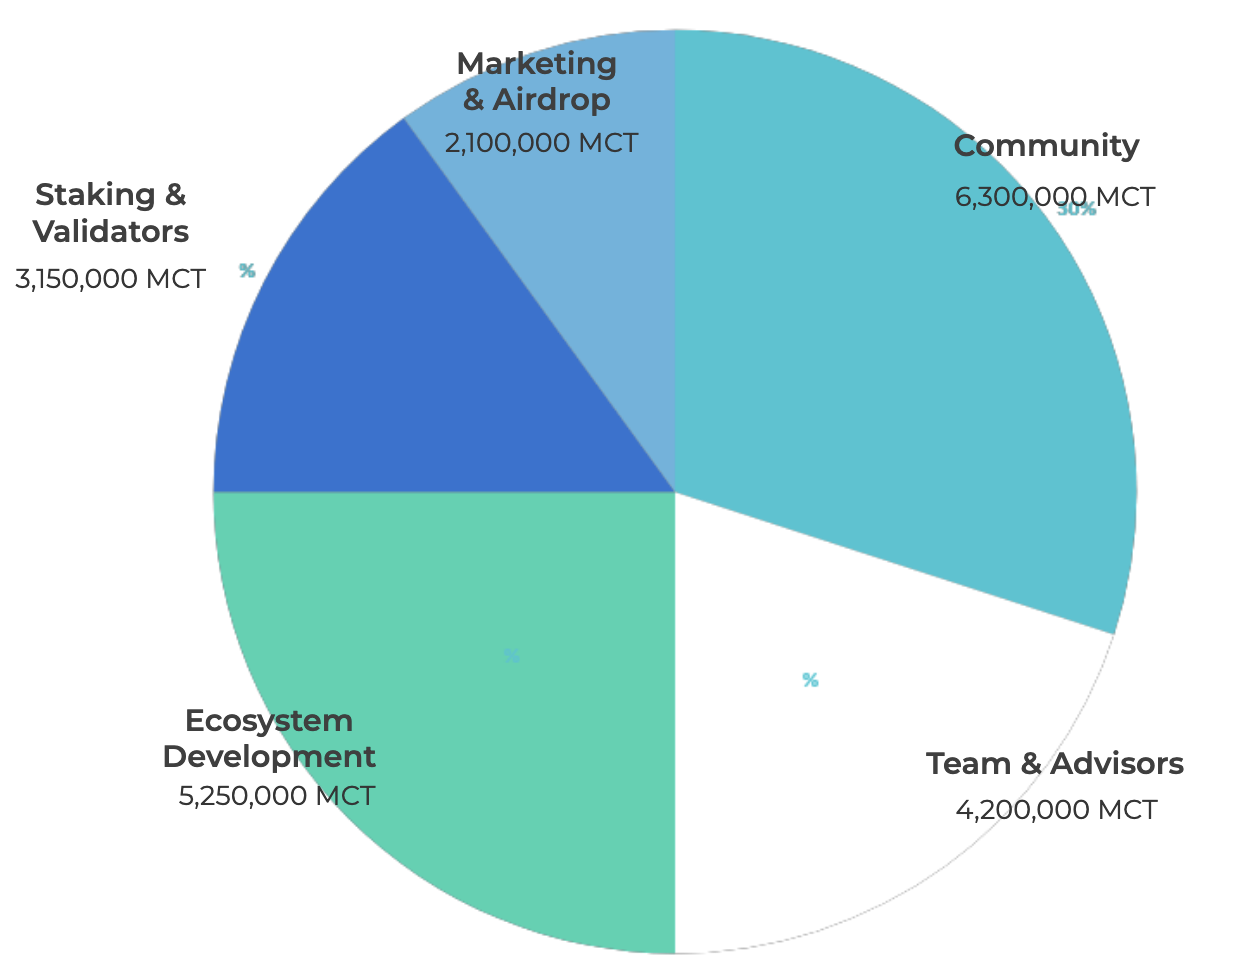 Marketing
& Airdrop
2,100,000 MCT
Community
6,300,000 MCT
30%
Staking &
Validators
3,150,000 MCT
%
%
%
Ecosystem
Development
5,250,000 MCT
Team & Advisors
4,200,000 MCT